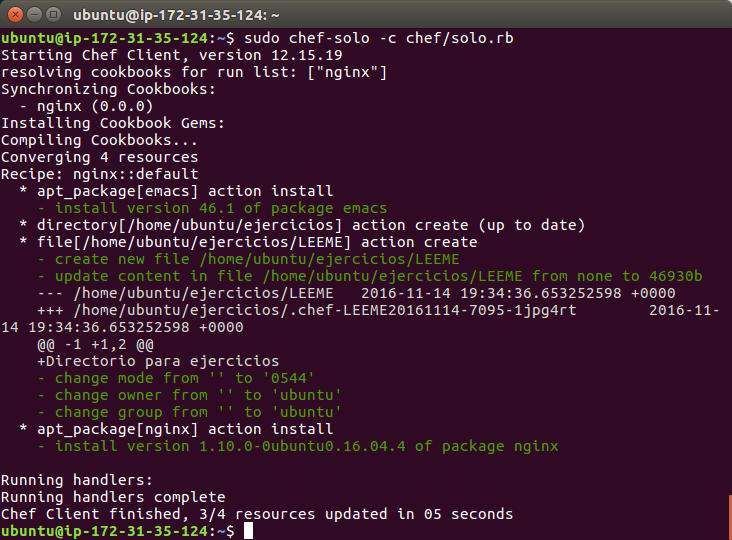 ubuntu@ip-172-31-35-124: ~
ubuntu@ip-172-31-35-124:~$ sudo chef-solo -c chef/solo.rb
Starting Chef Client, version 12.15.19
resolving cookbooks for run list: ["nginx"]
Synchronizing Cookbooks:
  - nginx (0.0.0)
Installing Cookbook Gems:
Compiling Cookbooks...
Converging 4 resources
Recipe: nginx::default
  * apt_package[emacs] action install
    - install version 46.1 of package emacs
  * directory[/home/ubuntu/ejercicios] action create (up to date)
  * file[/home/ubuntu/ejercicios/LEEME] action create
    - create new file /home/ubuntu/ejercicios/LEEME
    - update content in file /home/ubuntu/ejercicios/LEEME from none to 46930b
    --- /home/ubuntu/ejercicios/LEEME   2016-11-14 19:34:36.653252598 +0000
    +++ /home/ubuntu/ejercicios/.chef-LEEME20161114-7095-1jpg4rt        2016-11-
14 19:34:36.653252598 +0000
    @@ -1 +1,2 @@
    +Directorio para ejercicios
    - change mode from '' to '0544'
    - change owner from '' to 'ubuntu'
    - change group from '' to 'ubuntu'
  * apt_package[nginx] action install
    - install version 1.10.0-0ubuntu0.16.04.4 of package nginx

Running handlers:
Running handlers complete
Chef Client finished, 3/4 resources updated in 05 seconds
ubuntu@ip-172-31-35-124:~$